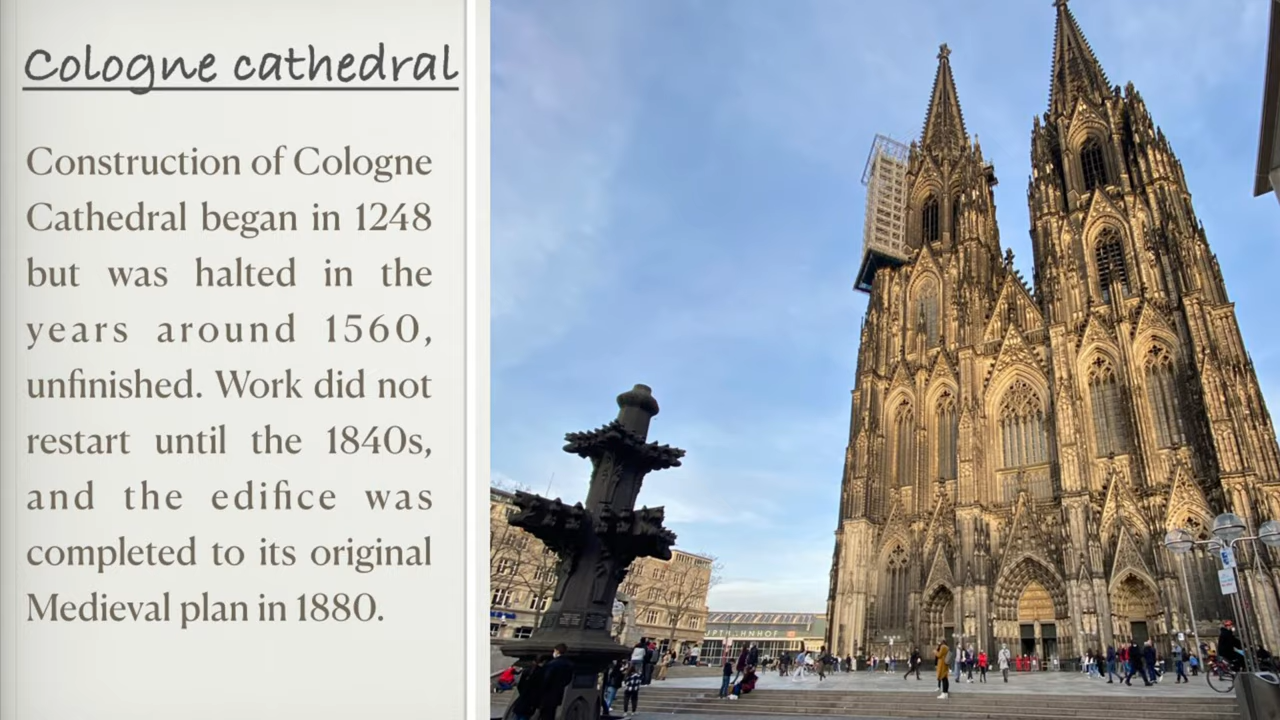 Cologne cathedral
Construction of Cologne
Cathedral began in 1248
but was halted in the
years around 1560,
unfinished. Work did not
restart until the 1840s,
and the edifice was
completed to its original
Medieval plan in 1880.
UPTBAHNHOF